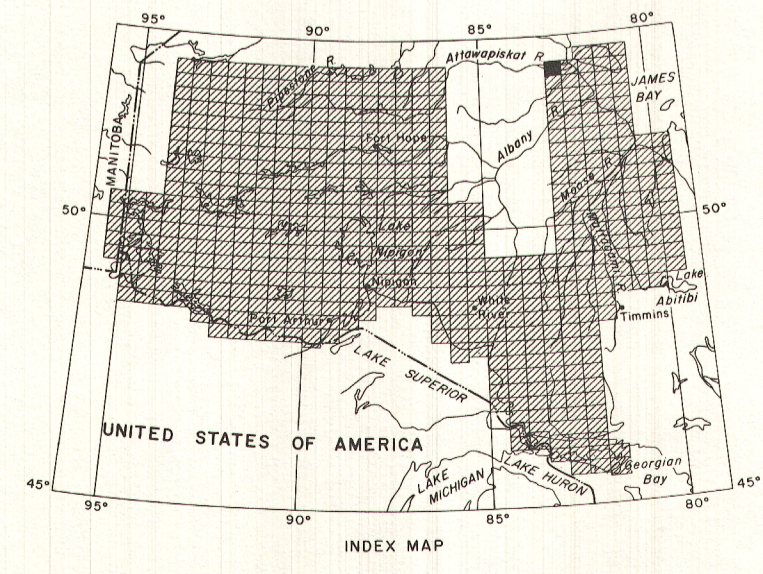 95°
90°
85°
80°
Attawapiskat R.
Pipestone R.
JAMES
BAY
MANITOBA
Fort Hope
Albany R.
Moose R.
50°
50°
Lake
Nipigon
Mattagami R.
Nipigon
White
River
Lake
Abitibi
Port Arthur
Timmins
LAKE SUPERIOR
UNITED STATES OF AMERICA
LAKE
MICHIGAN
LAKE HURON
Georgian
Bay
45°
45°
95°
90°
85°
80°
INDEX MAP